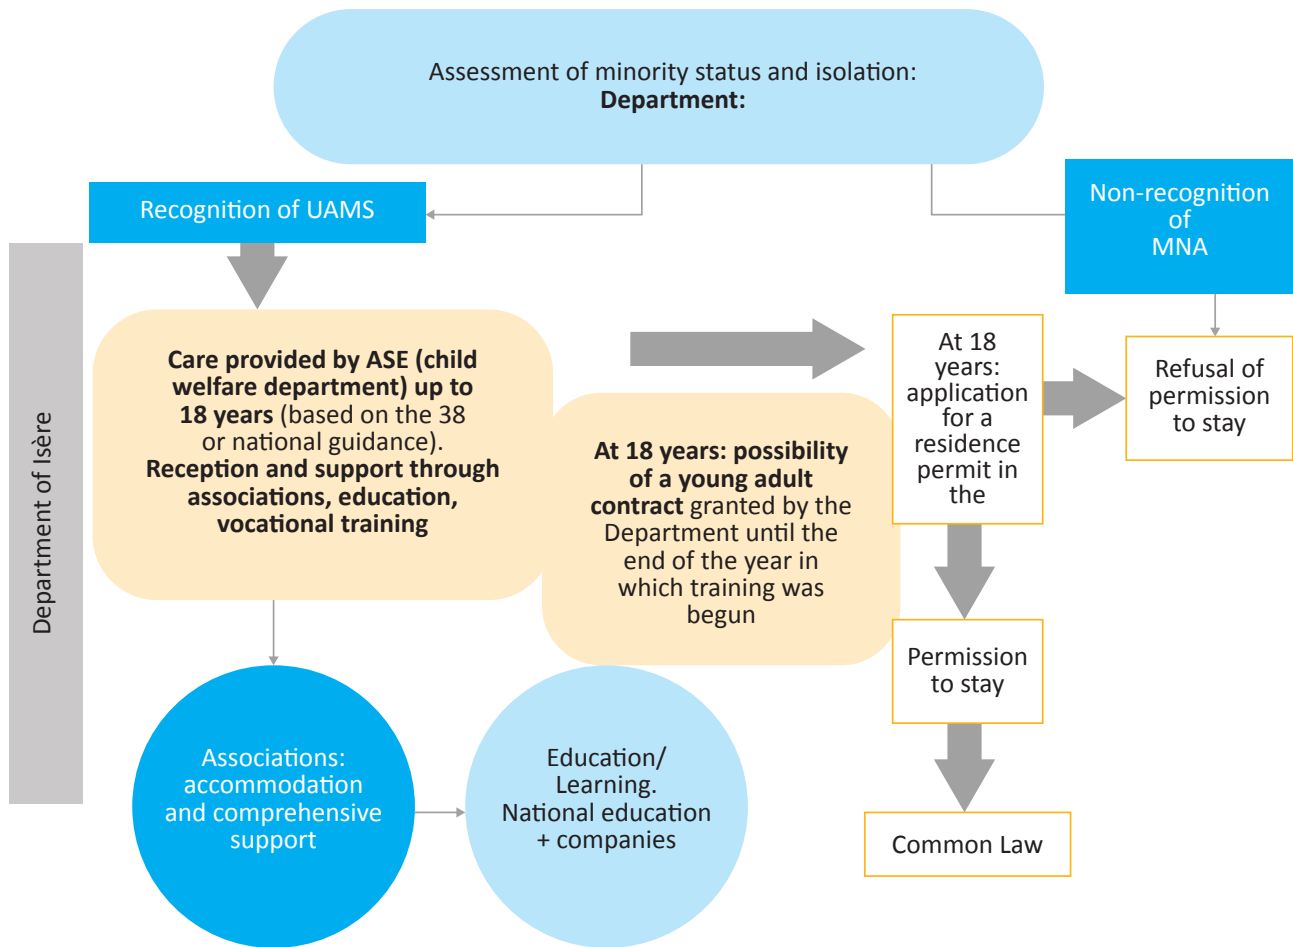 Assessment of minority status and isolation:
Department:
Recognition of UAMS
Non-recognition
of
MNA
Department of Isère
Care provided by ASE (child
welfare department) up to
18 years (based on the 38
or national guidance).
Reception and support through
associations, education,
vocational training
At 18 years: possibility
of a young adult
contract granted by the
Department until the
end of the year in
which training was
begun
At 18
years:
application
for a
residence
permit in
the
Refusal of
permission
to stay
Permission
to stay
Common Law
Associations:
accommodation
and comprehensive
support
Education/
Learning.
National education
+ companies